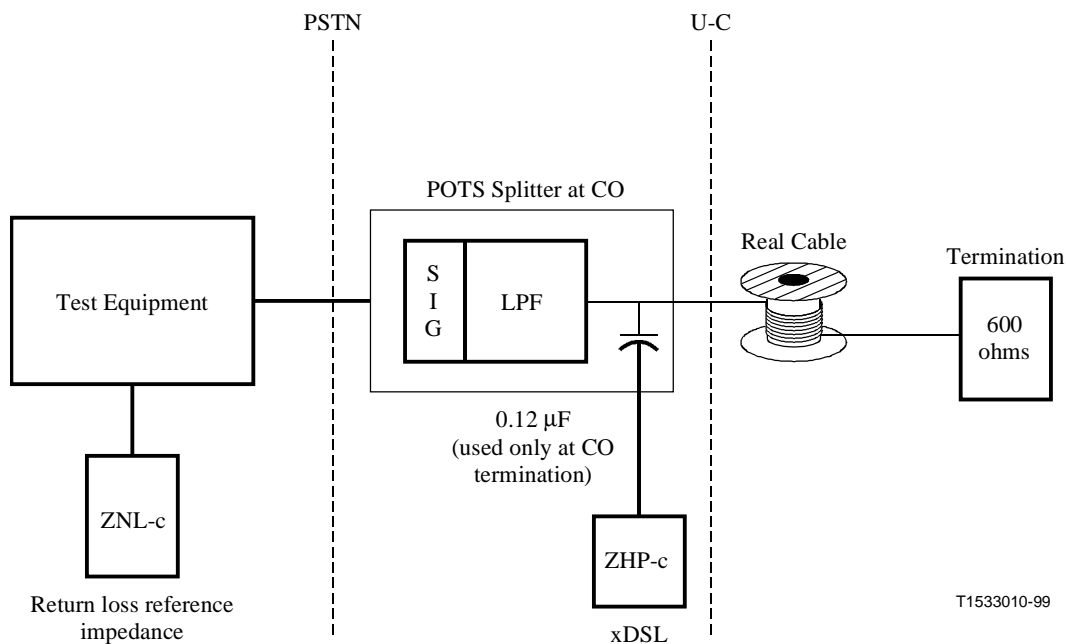 PSTN
U-C
POTS Splitter at CO
Real Cable
Termination
Test Equipment
S
I
G
LPF
600
ohms
0.12 µF
(used only at CO
termination)
ZNL-c
ZHP-c
Return loss reference
impedance
xDSL
T1533010-99